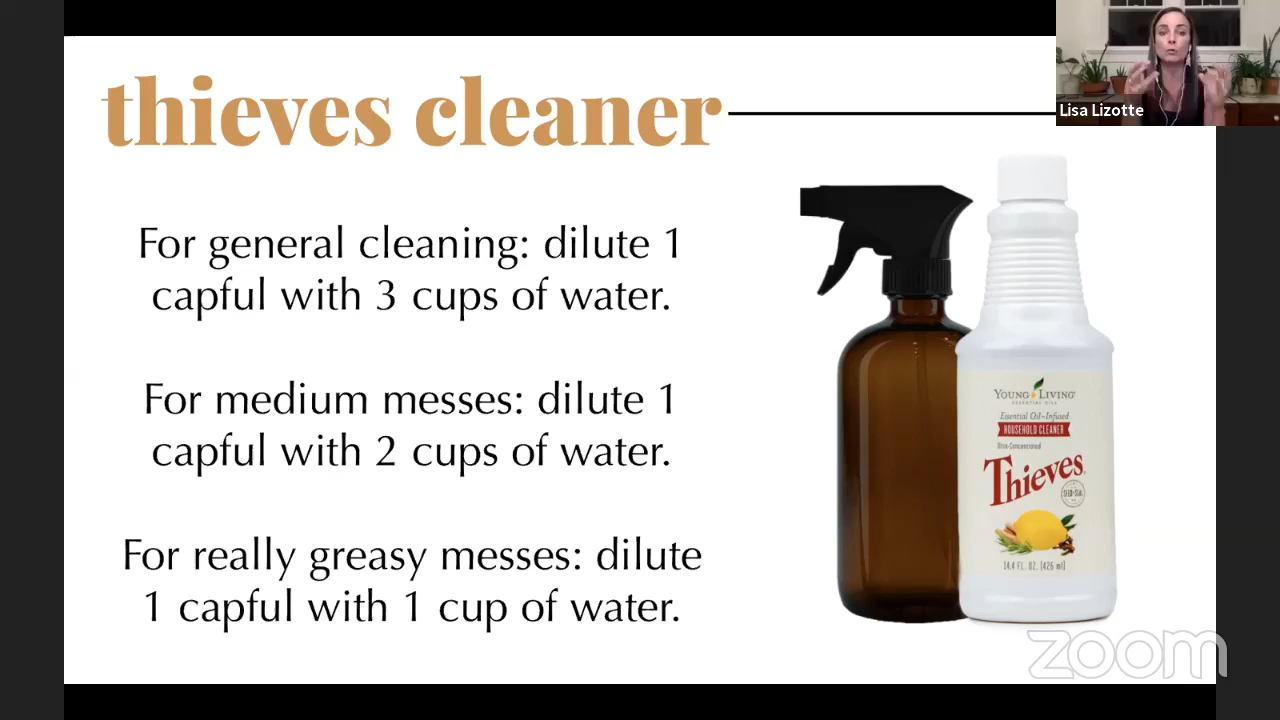 thieves cleaner
Lisa Lizotte
For general cleaning: dilute 1
capful with 3 cups of water.
For medium messes: dilute 1
capful with 2 cups of water.
For really greasy messes: dilute
1 capful with 1 cup of water.
YOUNG LIVING
ESSENTIAL OILS
Essential Oil-Infused
HOUSEHOLD CLEANER
Ultra-Concentrated
Thieves
14.4 FL. OZ. (426 ml)
zoom